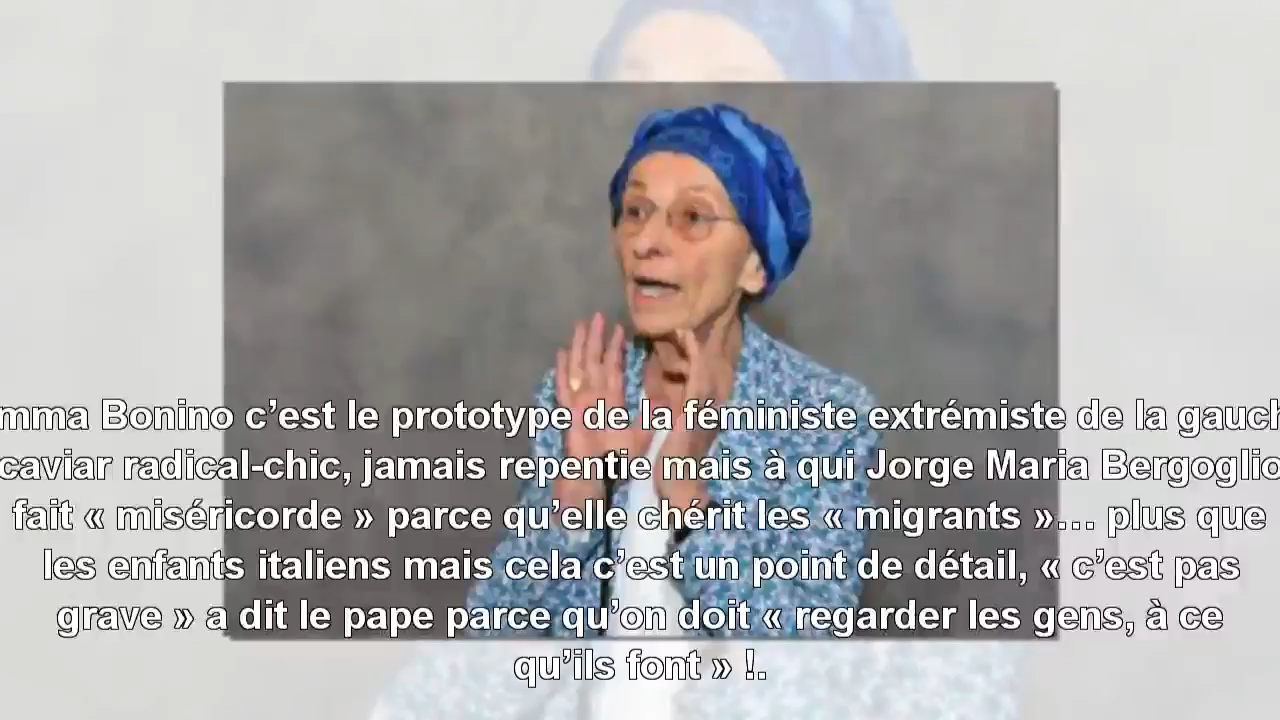 mma Bonino c’est le prototype de la féministe extrémiste de la gauch
caviar radical-chic, jamais repentie mais à qui Jorge Maria Bergoglio
fait « miséricorde » parce qu’elle chérit les « migrants »… plus que
les enfants italiens mais cela c’est un point de détail, « c’est pas
grave » a dit le pape parce qu’on doit « regarder les gens, à ce
qu’ils font » !.